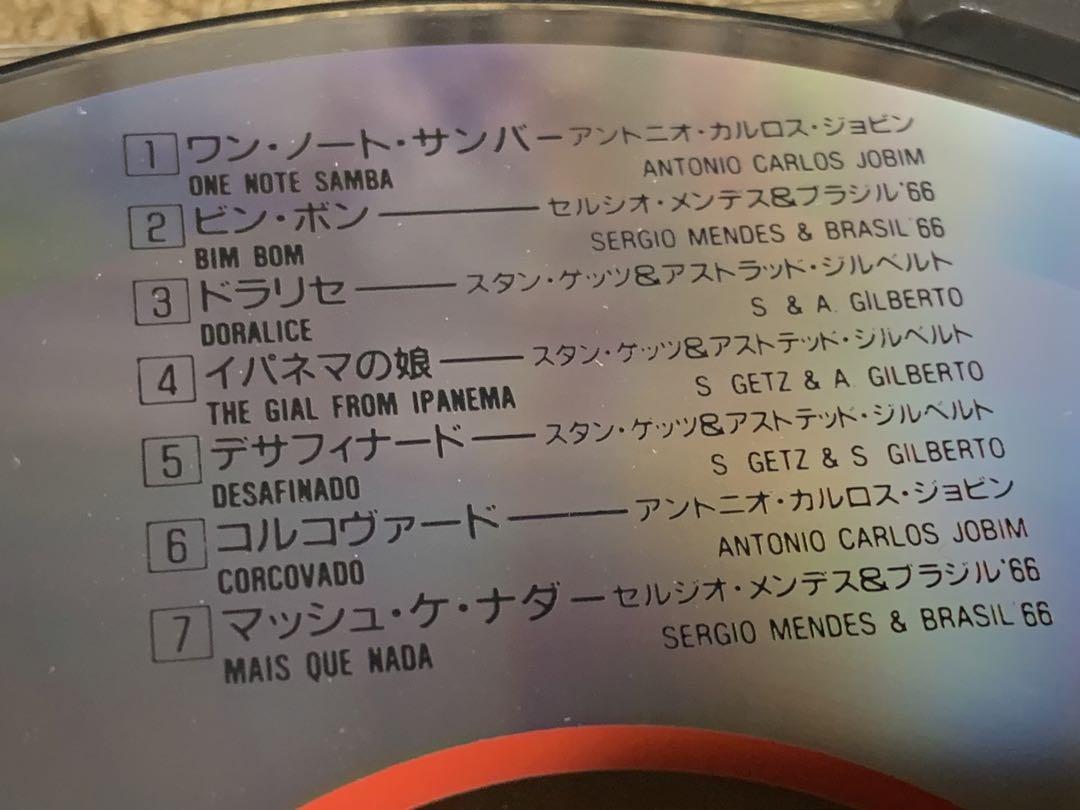 1 ワン・ノート・サンバーアントニオ・カルロス・ジョビン
ONE NOTE SAMBA ANTONIO CARLOS JOBIM
2 ビン・ボン――セルシオ・メンデス&ブラジル'66
BIM BOM SERGIO MENDES & BRASIL'66
3 ドラリセ――スタン・ゲッツ&アストラッド・ジルベルト
DORALICE S & A. GILBERTO
4 イパネマの娘――スタン・ゲッツ&アストテッド・ジルベルト
THE GIAL FROM IPANEMA S GETZ & A. GILBERTO
5 デサフィナード――スタン・ゲッツ&アストテッド・ジルベルト
DESAFINADO S GETZ & S GILBERTO
6 コルコヴァード――アントニオ・カルロス・ジョビン
CORCOVADO ANTONIO CARLOS JOBIM
7 マッシュ・ケ・ナダーセルシオ・メンデス&ブラジル'66
MAIS QUE NADA SERGIO MENDES & BRASIL'66